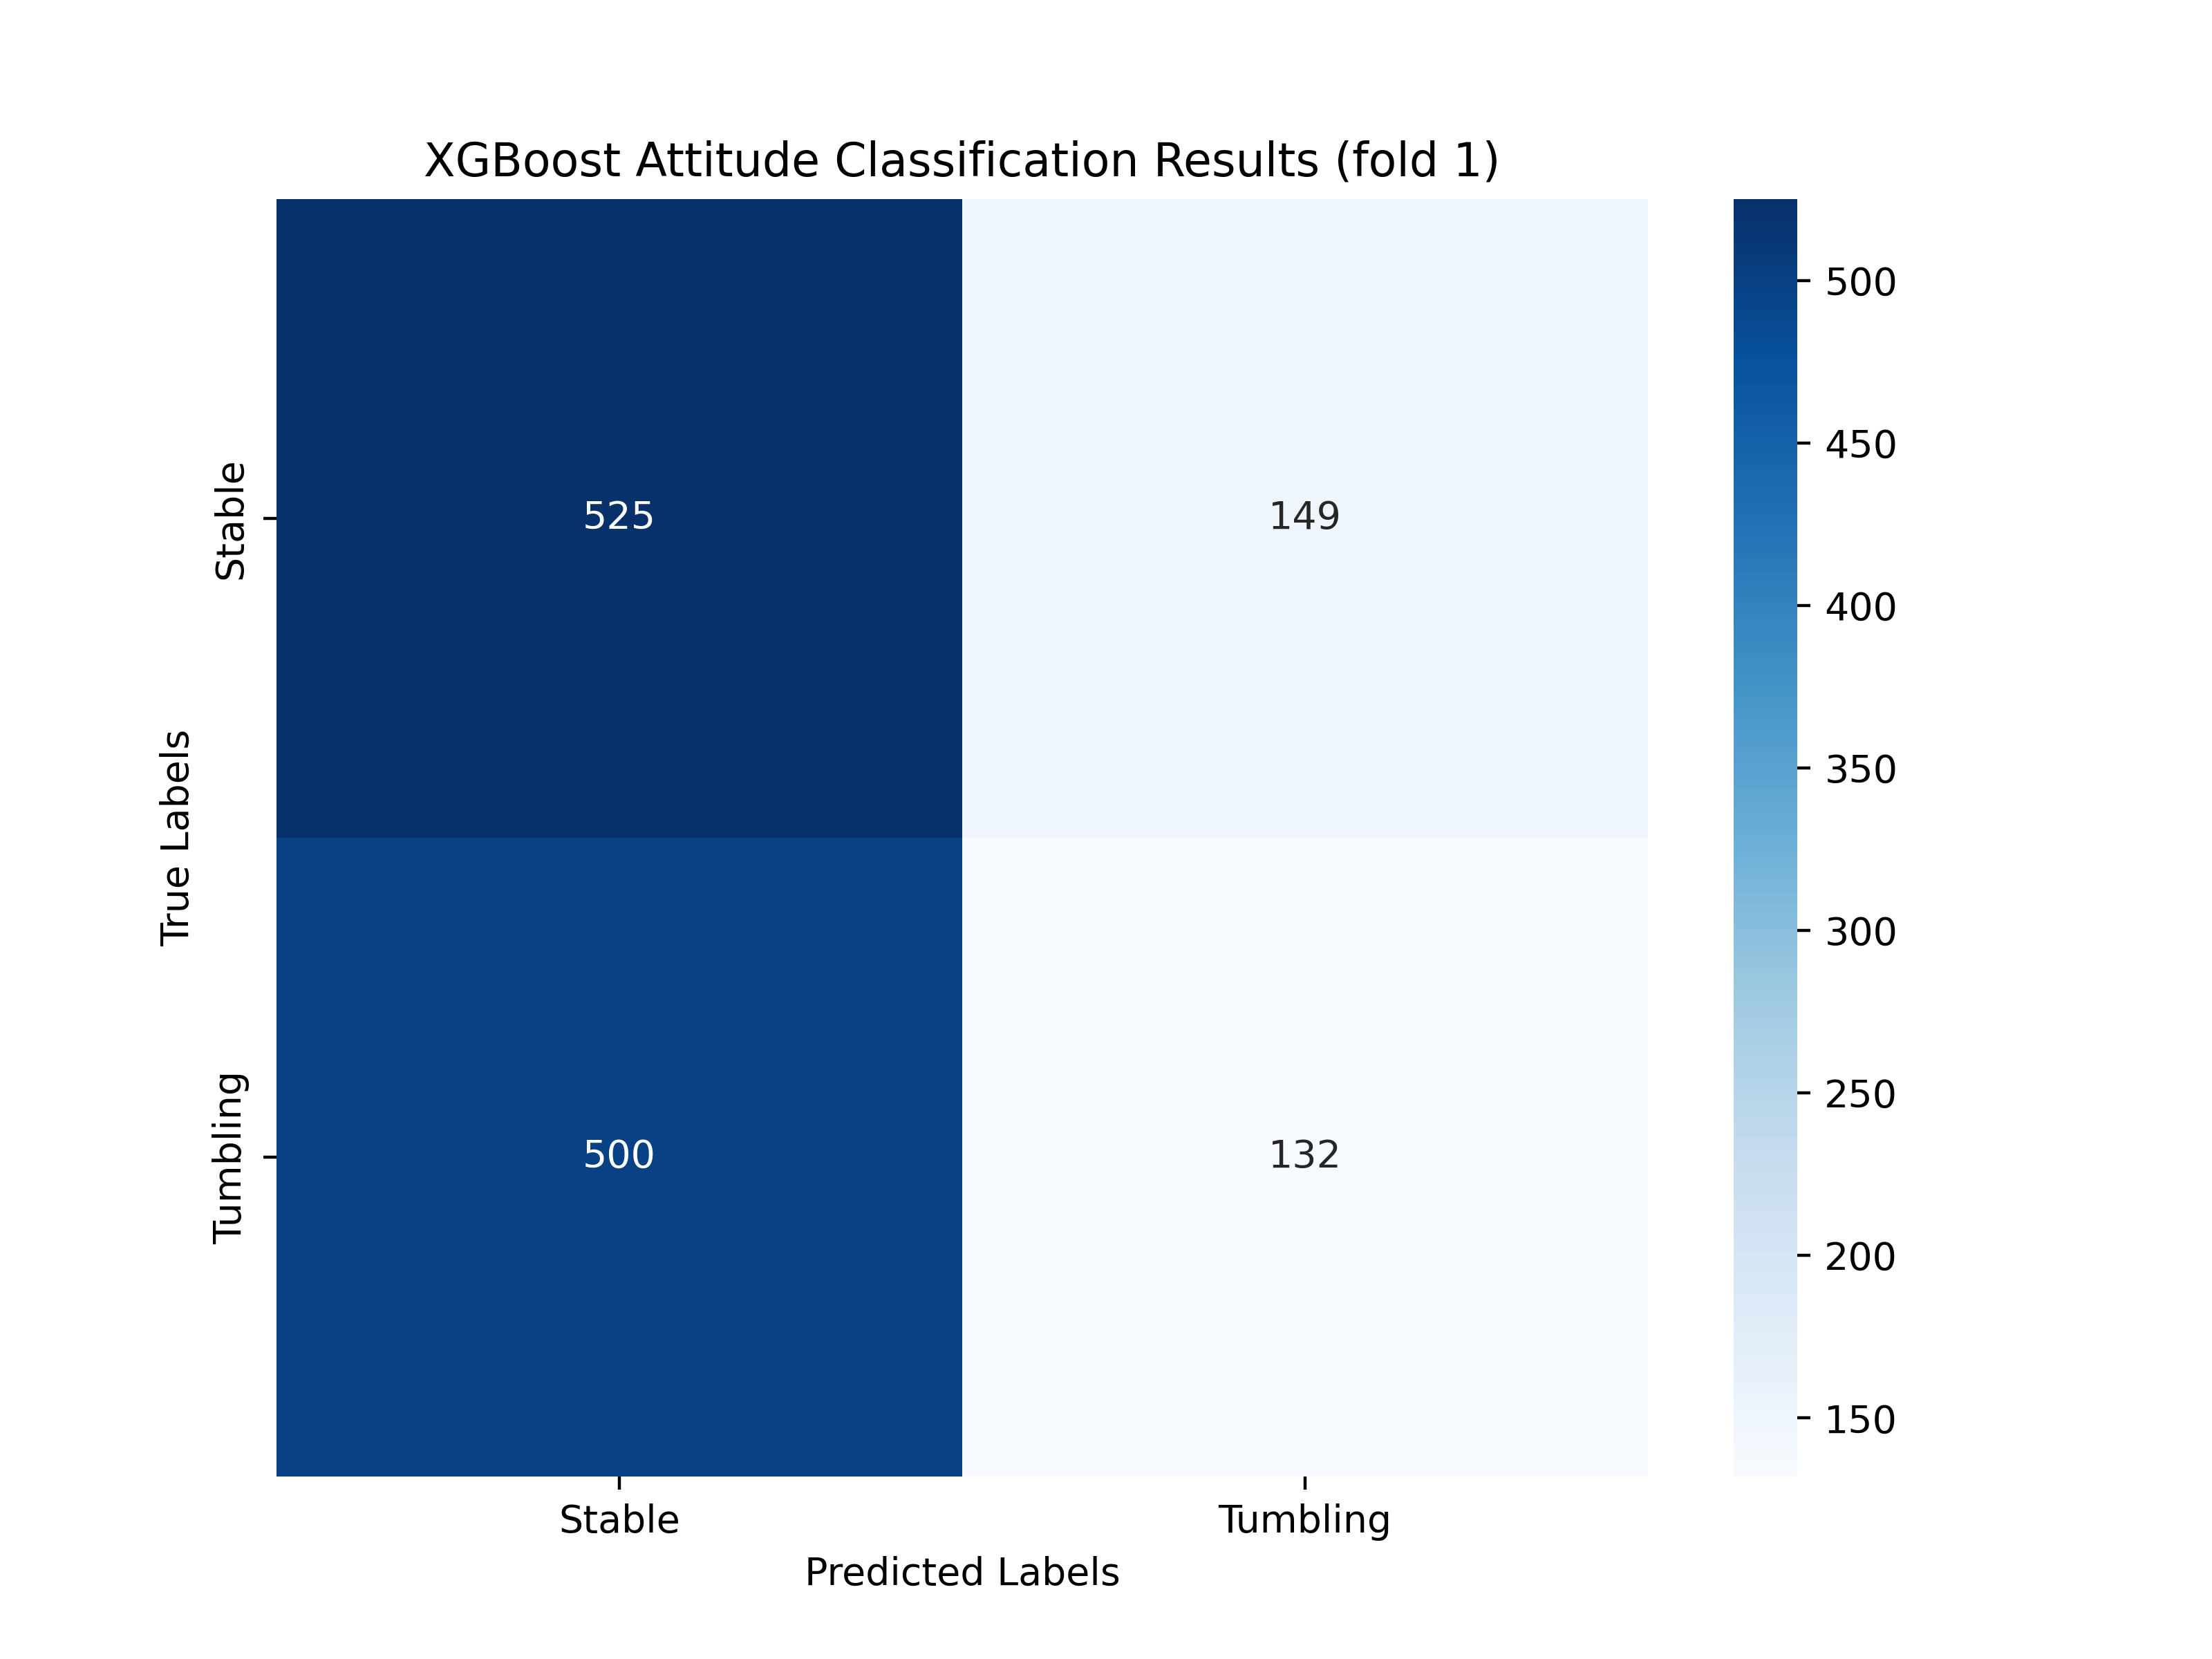 XGBoost Attitude Classification Results (fold 1)
True Labels
Stable
Tumbling
525
149
500
132
Stable
Tumbling
Predicted Labels
500
450
400
350
300
250
200
150